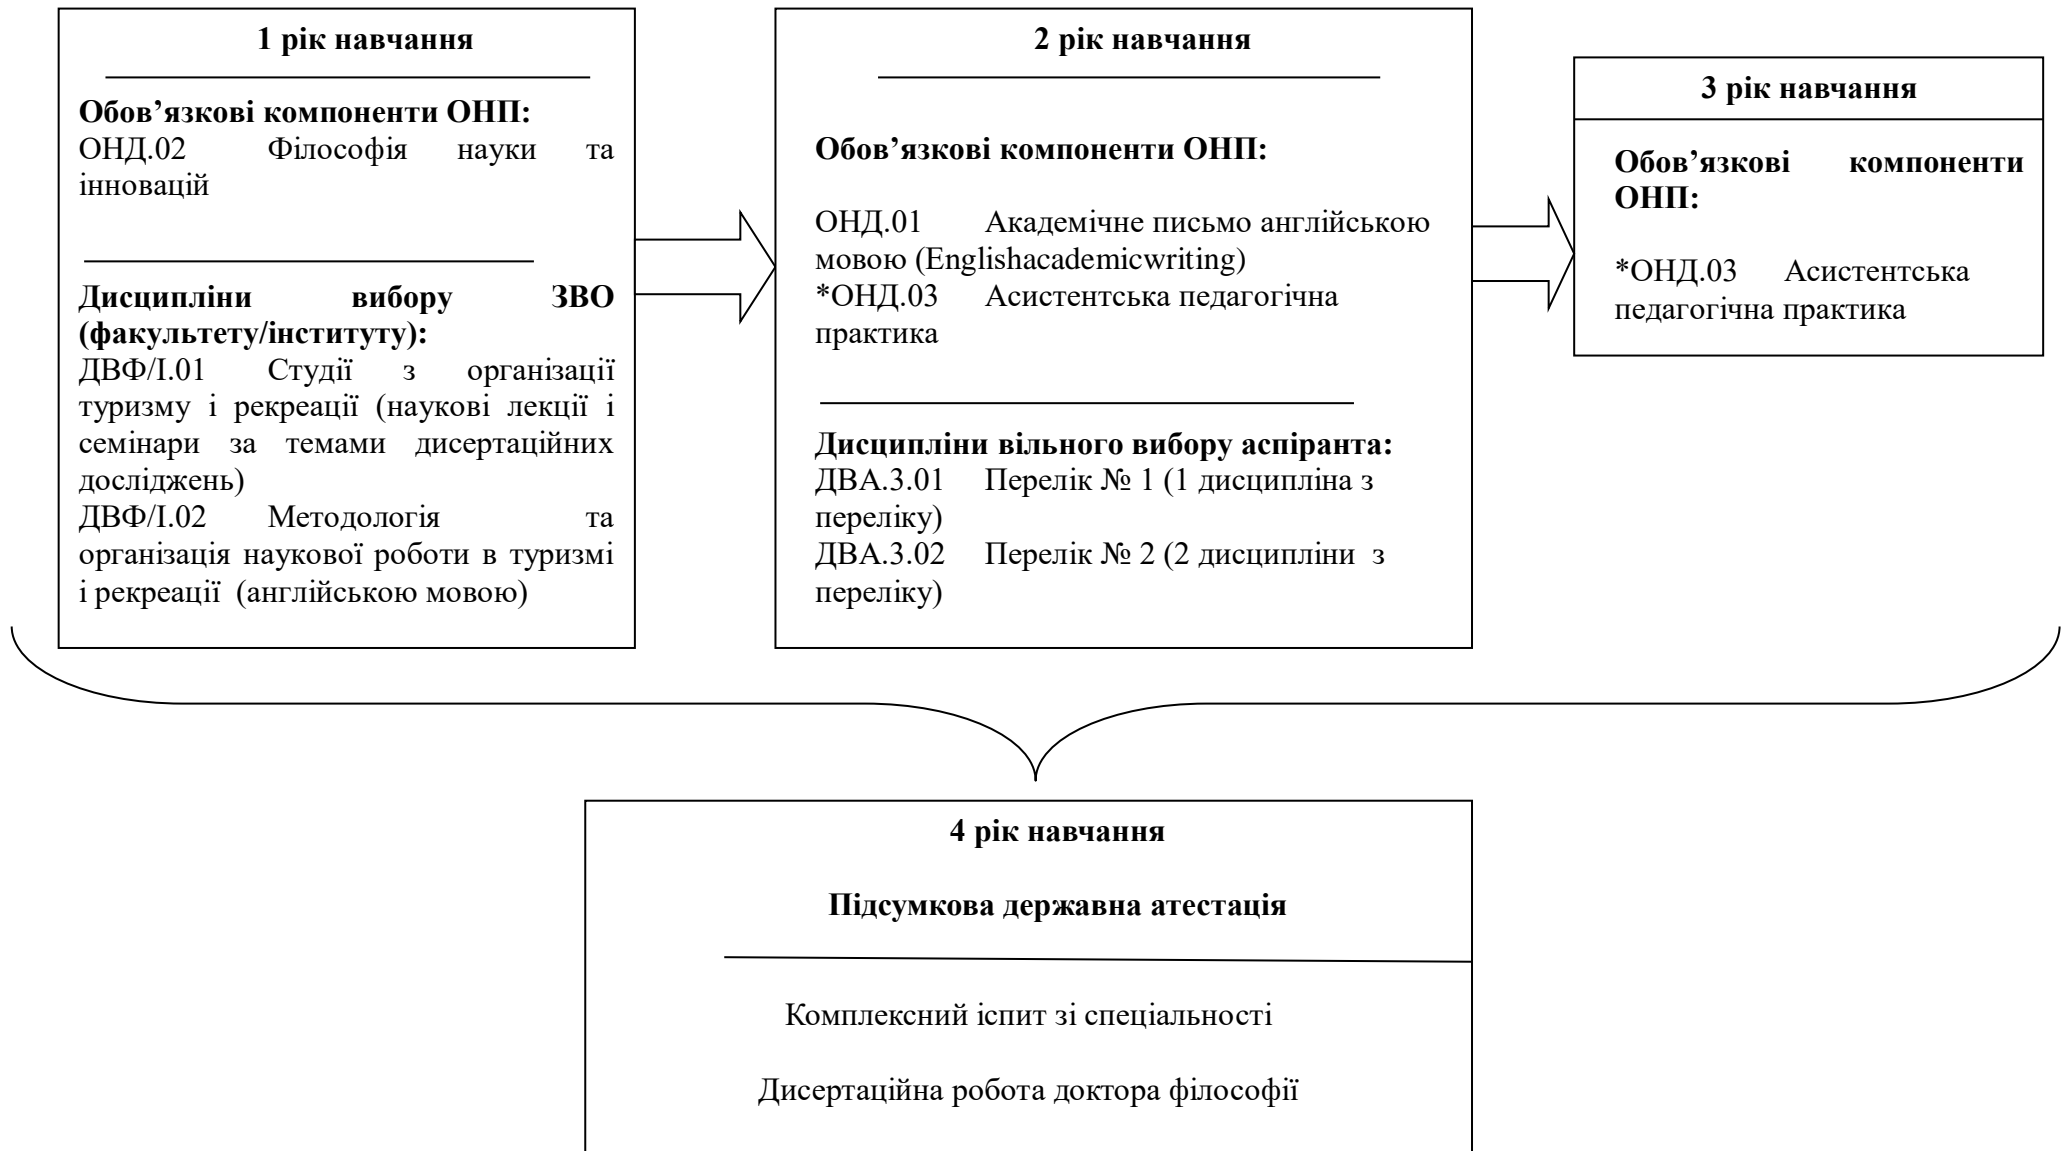 1 рік навчання
Обов’язкові компоненти ОНП:
ОНД.02 Філософія науки та
інновацій
Дисципліни вибору ЗВО
(факультету/інституту):
ДВФ/І.01 Студії з організації
туризму і рекреації (наукові лекції і
семінари за темами дисертаційних
досліджень)
ДВФ/І.02 Методологія та
організація наукової роботи в туризмі
і рекреації (англійською мовою)
2 рік навчання
Обов’язкові компоненти ОНП:
ОНД.01 Академічне письмо англійською
мовою (Englishacademicwriting)
*ОНД.03 Асистентська педагогічна
практика
Дисципліни вільного вибору аспіранта:
ДВА.3.01 Перелік № 1 (1 дисципліна з
переліку)
ДВА.3.02 Перелік № 2 (2 дисципліни з
переліку)
3 рік навчання
Обов’язкові компоненти
ОНП:
*ОНД.03 Асистентська
педагогічна практика
4 рік навчання
Підсумкова державна атестація
Комплексний іспит зі спеціальності
Дисертаційна робота доктора філософії